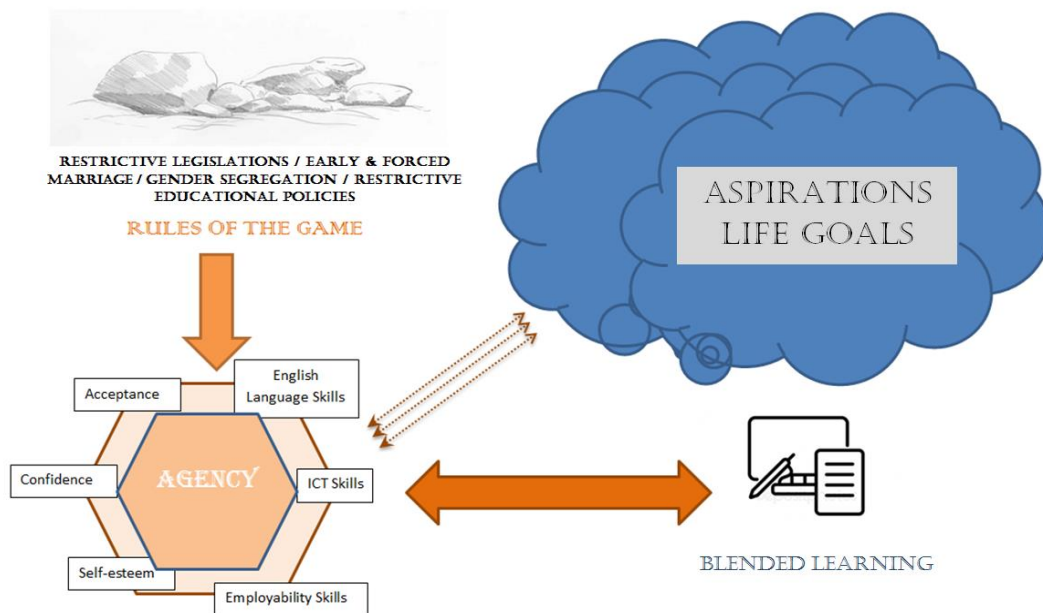 RESTRICTIVE LEGISLATIONS / EARLY & FORCED
MARRIAGE / GENDER SEGREGATION / RESTRICTIVE
EDUCATIONAL POLICIES
RULES OF THE GAME
ASPIRATIONS
LIFE GOALS
Acceptance
English
Language Skills
Confidence
AGENCY
ICT Skills
Self-esteem
Employability Skills
BLENDED LEARNING